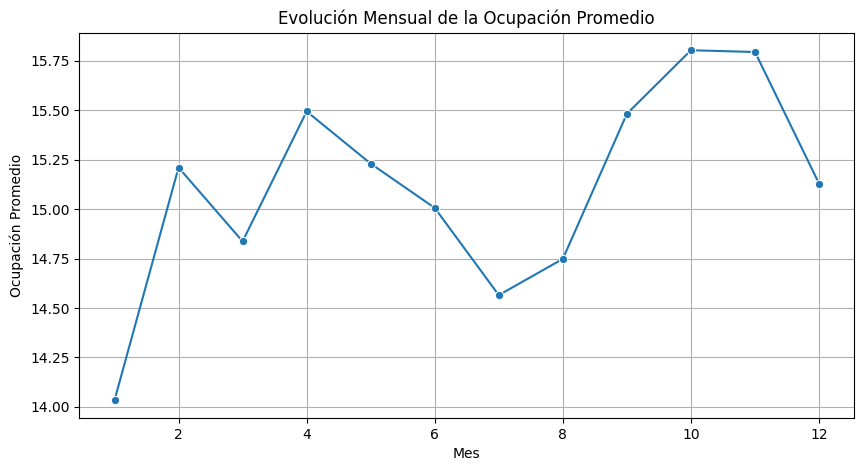 Evolución Mensual de la Ocupación Promedio
15.75
15.50
15.25
15.00
14.75
14.50
14.25
14.00
Ocupación Promedio
2 4 6 8 10 12
Mes